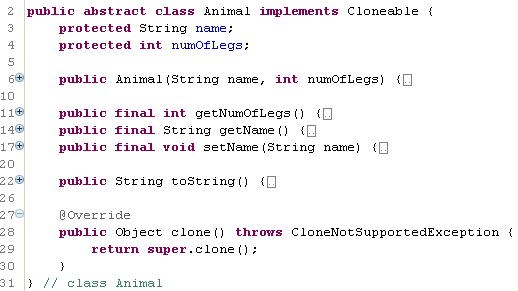 2 public abstract class Animal implements Cloneable {
3 protected String name;
4 protected int numOfLegs;
5
6 public Animal(String name, int numOfLegs) {..
10
11 public final int getNumOfLegs() {..
14 public final String getName() {..
17 public final void setName(String name) {..
20
22 public String toString() {..
26
27 @Override
28 public Object clone() throws CloneNotSupportedException {
29 return super.clone();
30 }
31 } // class Animal